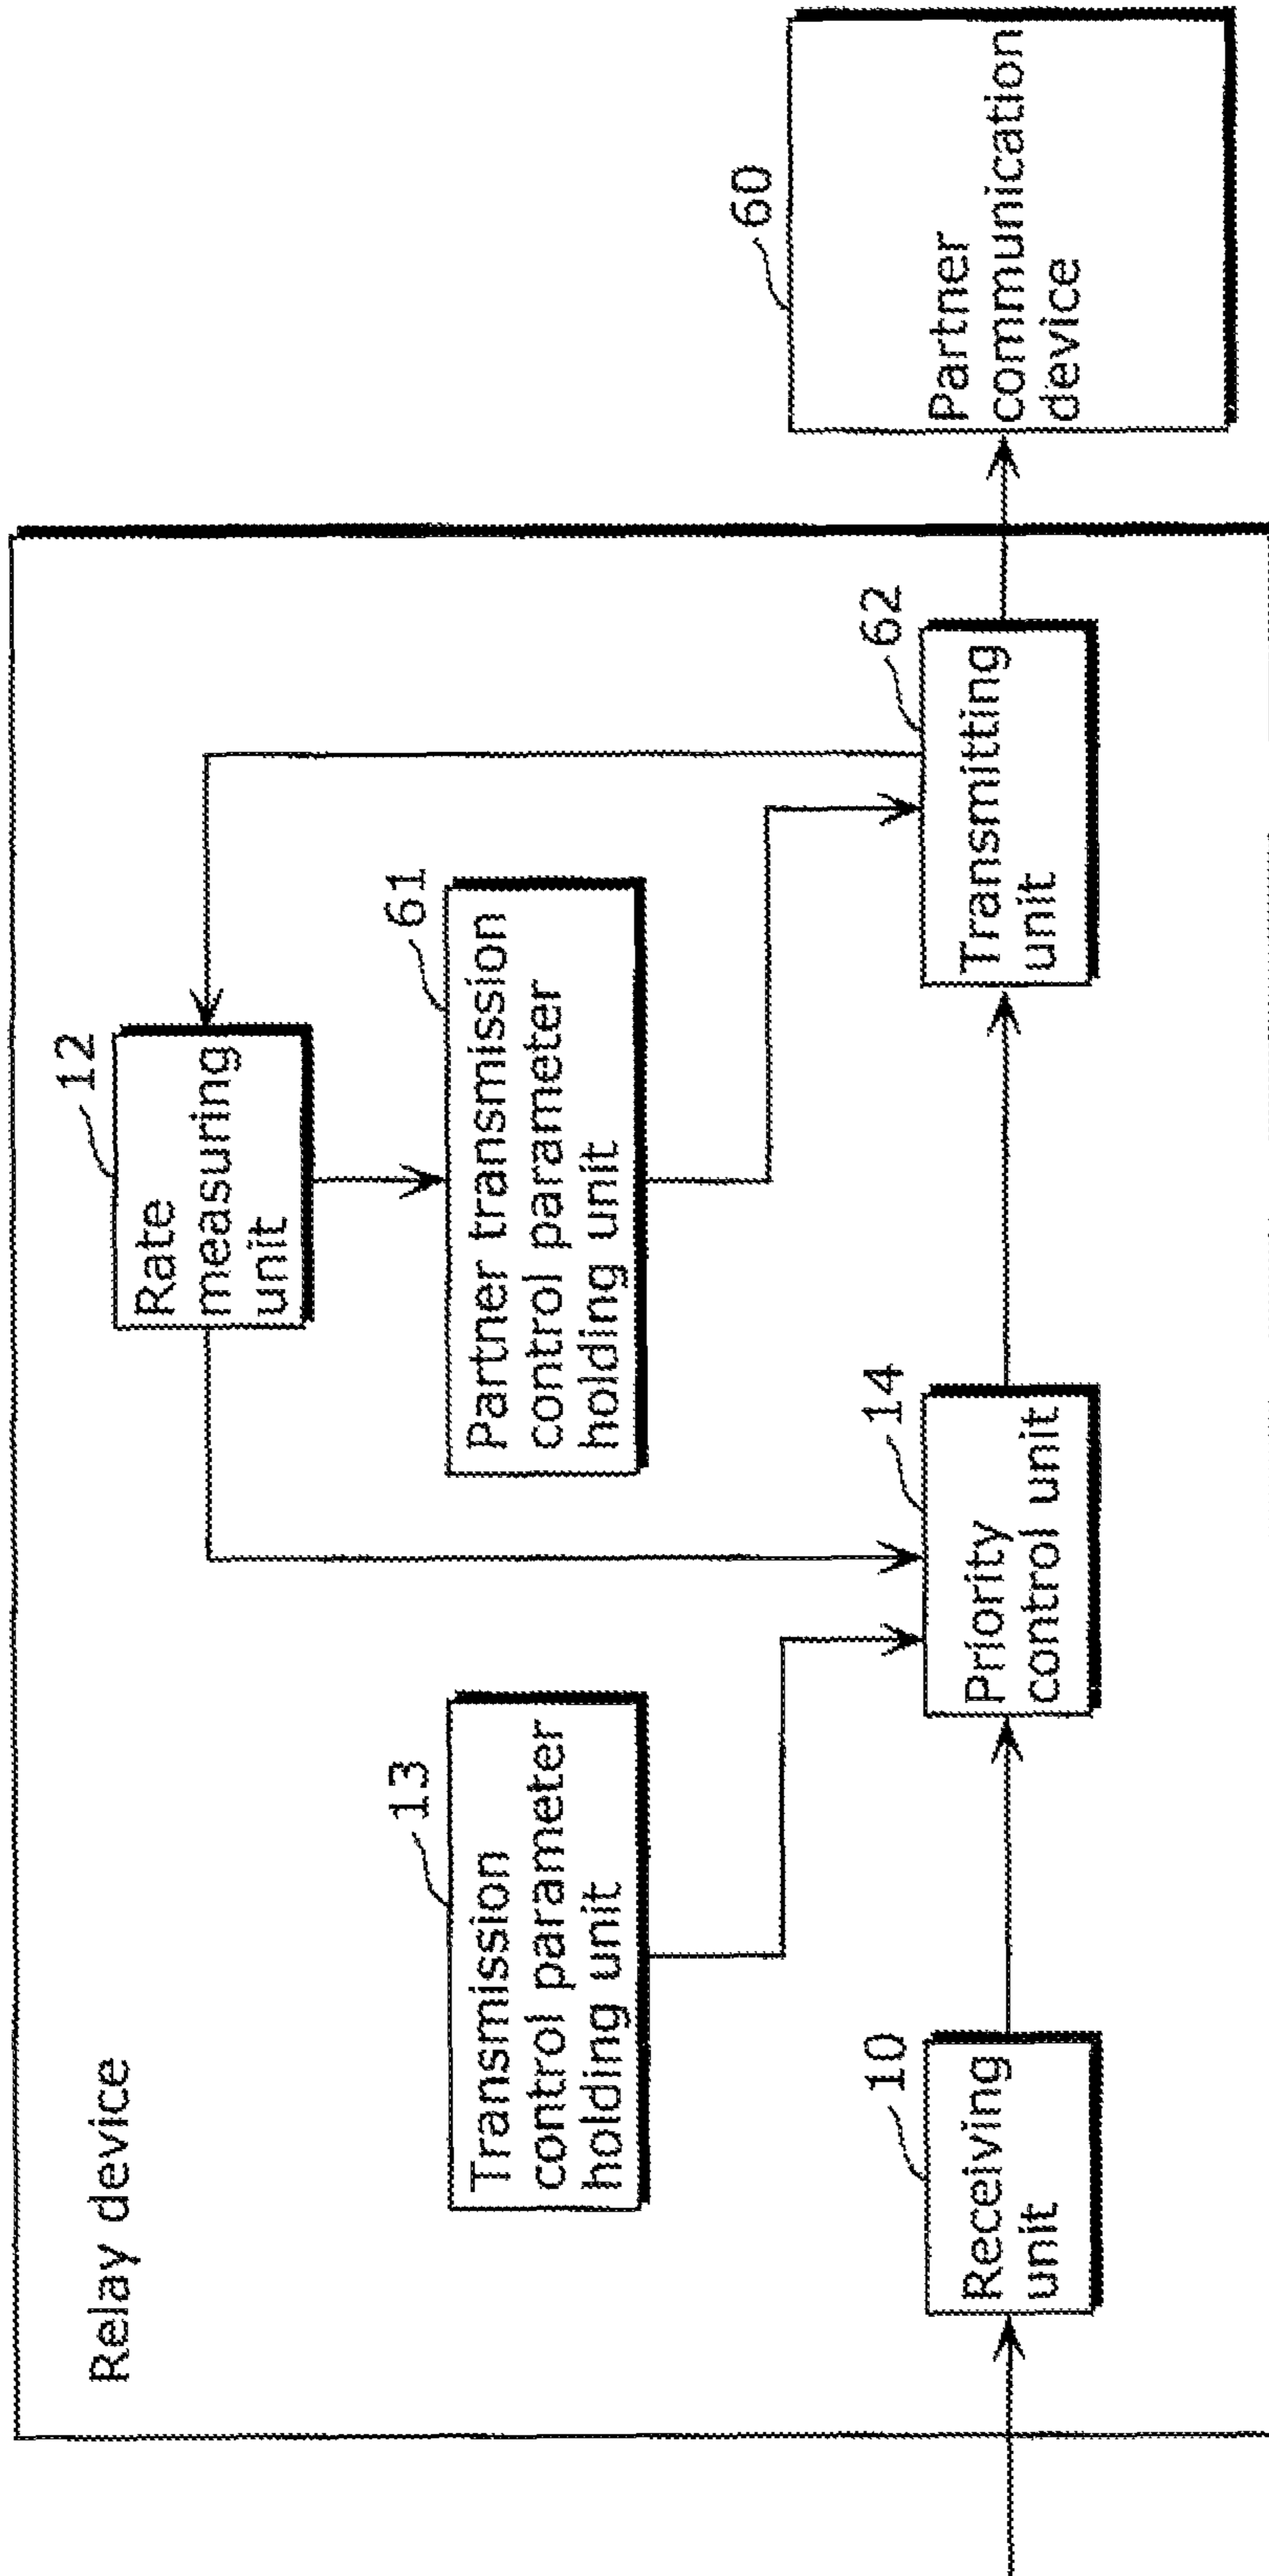 Relay device
12
Rate
measuring
unit
13
Transmission
control parameter
holding unit
61
Partner transmission
control parameter
holding unit
60
Partner
communication
device
10
Receiving
unit
14
Priority
control unit
62
Transmitting
unit